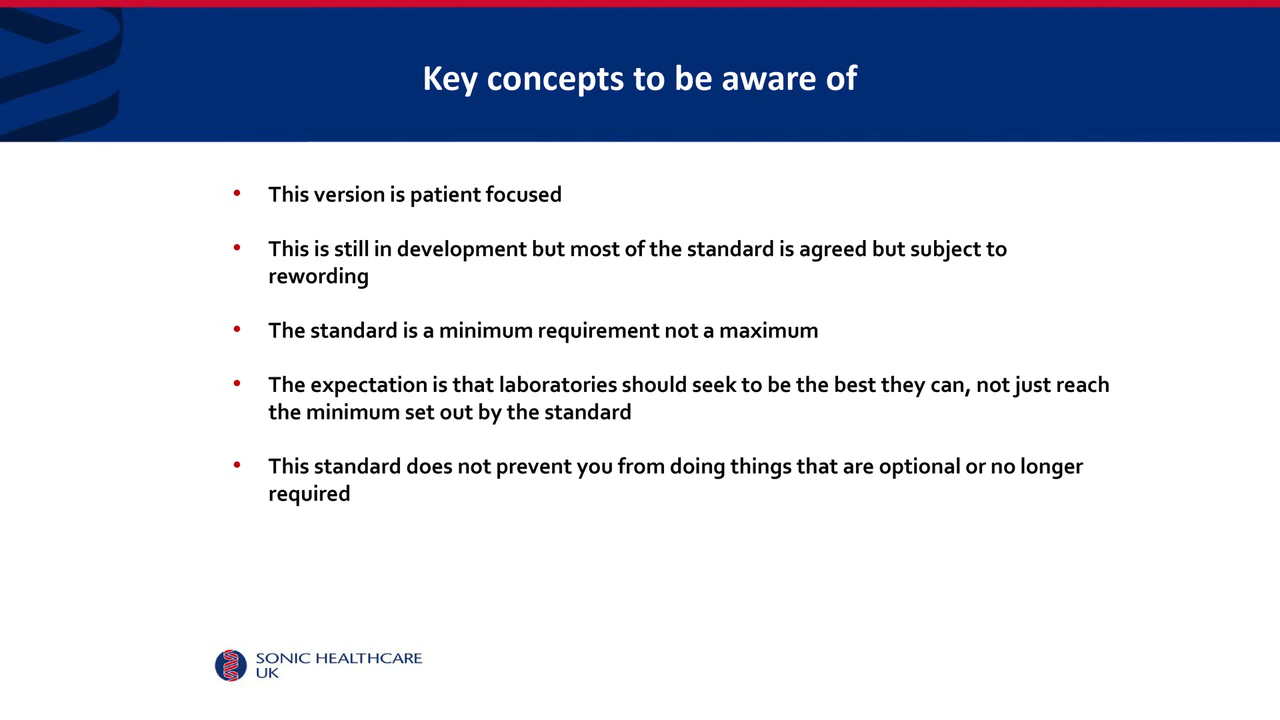 Key concepts to be aware of
• This version is patient focused
• This is still in development but most of the standard is agreed but subject to
rewording
• The standard is a minimum requirement not a maximum
• The expectation is that laboratories should seek to be the best they can, not just reach
the minimum set out by the standard
• This standard does not prevent you from doing things that are optional or no longer
required
SONIC HEALTHCARE
UK